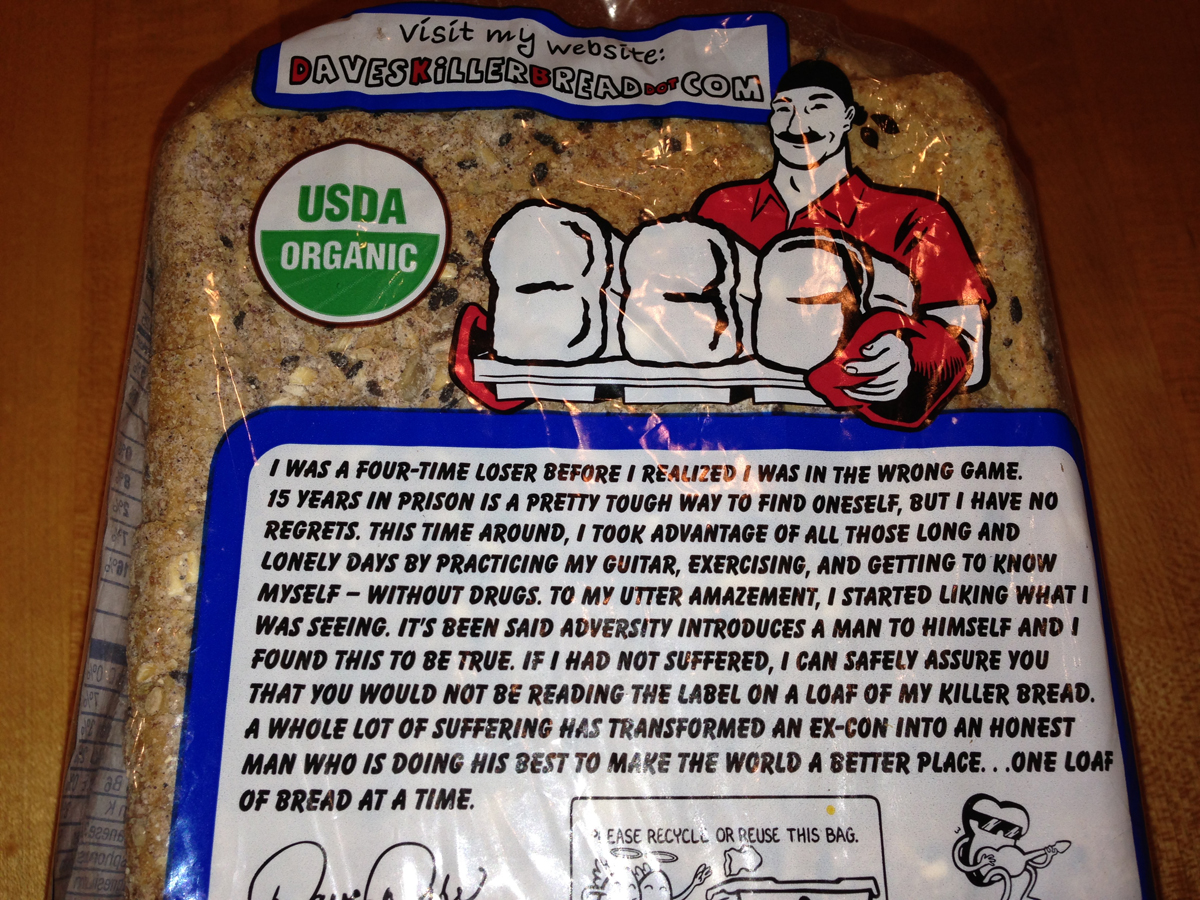 visit my website:
DAVESKiLLERBREADDOTCOM
USDA
ORGANIC
I WAS A FOUR-TIME LOSER BEFORE I REALIZED I WAS IN THE WRONG GAME.
15 YEARS IN PRISON IS A PRETTY TOUGH WAY TO FIND ONESELF, BUT I HAVE NO
REGRETS. THIS TIME AROUND, I TOOK ADVANTAGE OF ALL THOSE LONG AND
LONELY DAYS BY PRACTICING MY GUITAR, EXERCISING, AND GETTING TO KNOW
MYSELF – WITHOUT DRUGS. TO MY UTTER AMAZEMENT, I STARTED LIKING WHAT I
WAS SEEING. IT'S BEEN SAID ADVERSITY INTRODUCES A MAN TO HIMSELF AND I
FOUND THIS TO BE TRUE. IF I HAD NOT SUFFERED, I CAN SAFELY ASSURE YOU
THAT YOU WOULD NOT BE READING THE LABEL ON A LOAF OF MY KILLER BREAD.
A WHOLE LOT OF SUFFERING HAS TRANSFORMED AN EX-CON INTO AN HONEST
MAN WHO IS DOING HIS BEST TO MAKE THE WORLD A BETTER PLACE. . .ONE LOAF
OF BREAD AT A TIME.
PLEASE RECYCLE OR REUSE THIS BAG.